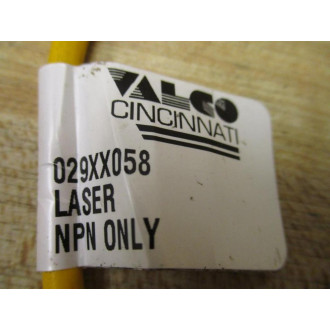 VALCO
CINCINNATI
029XX058
LASER
NPN ONLY